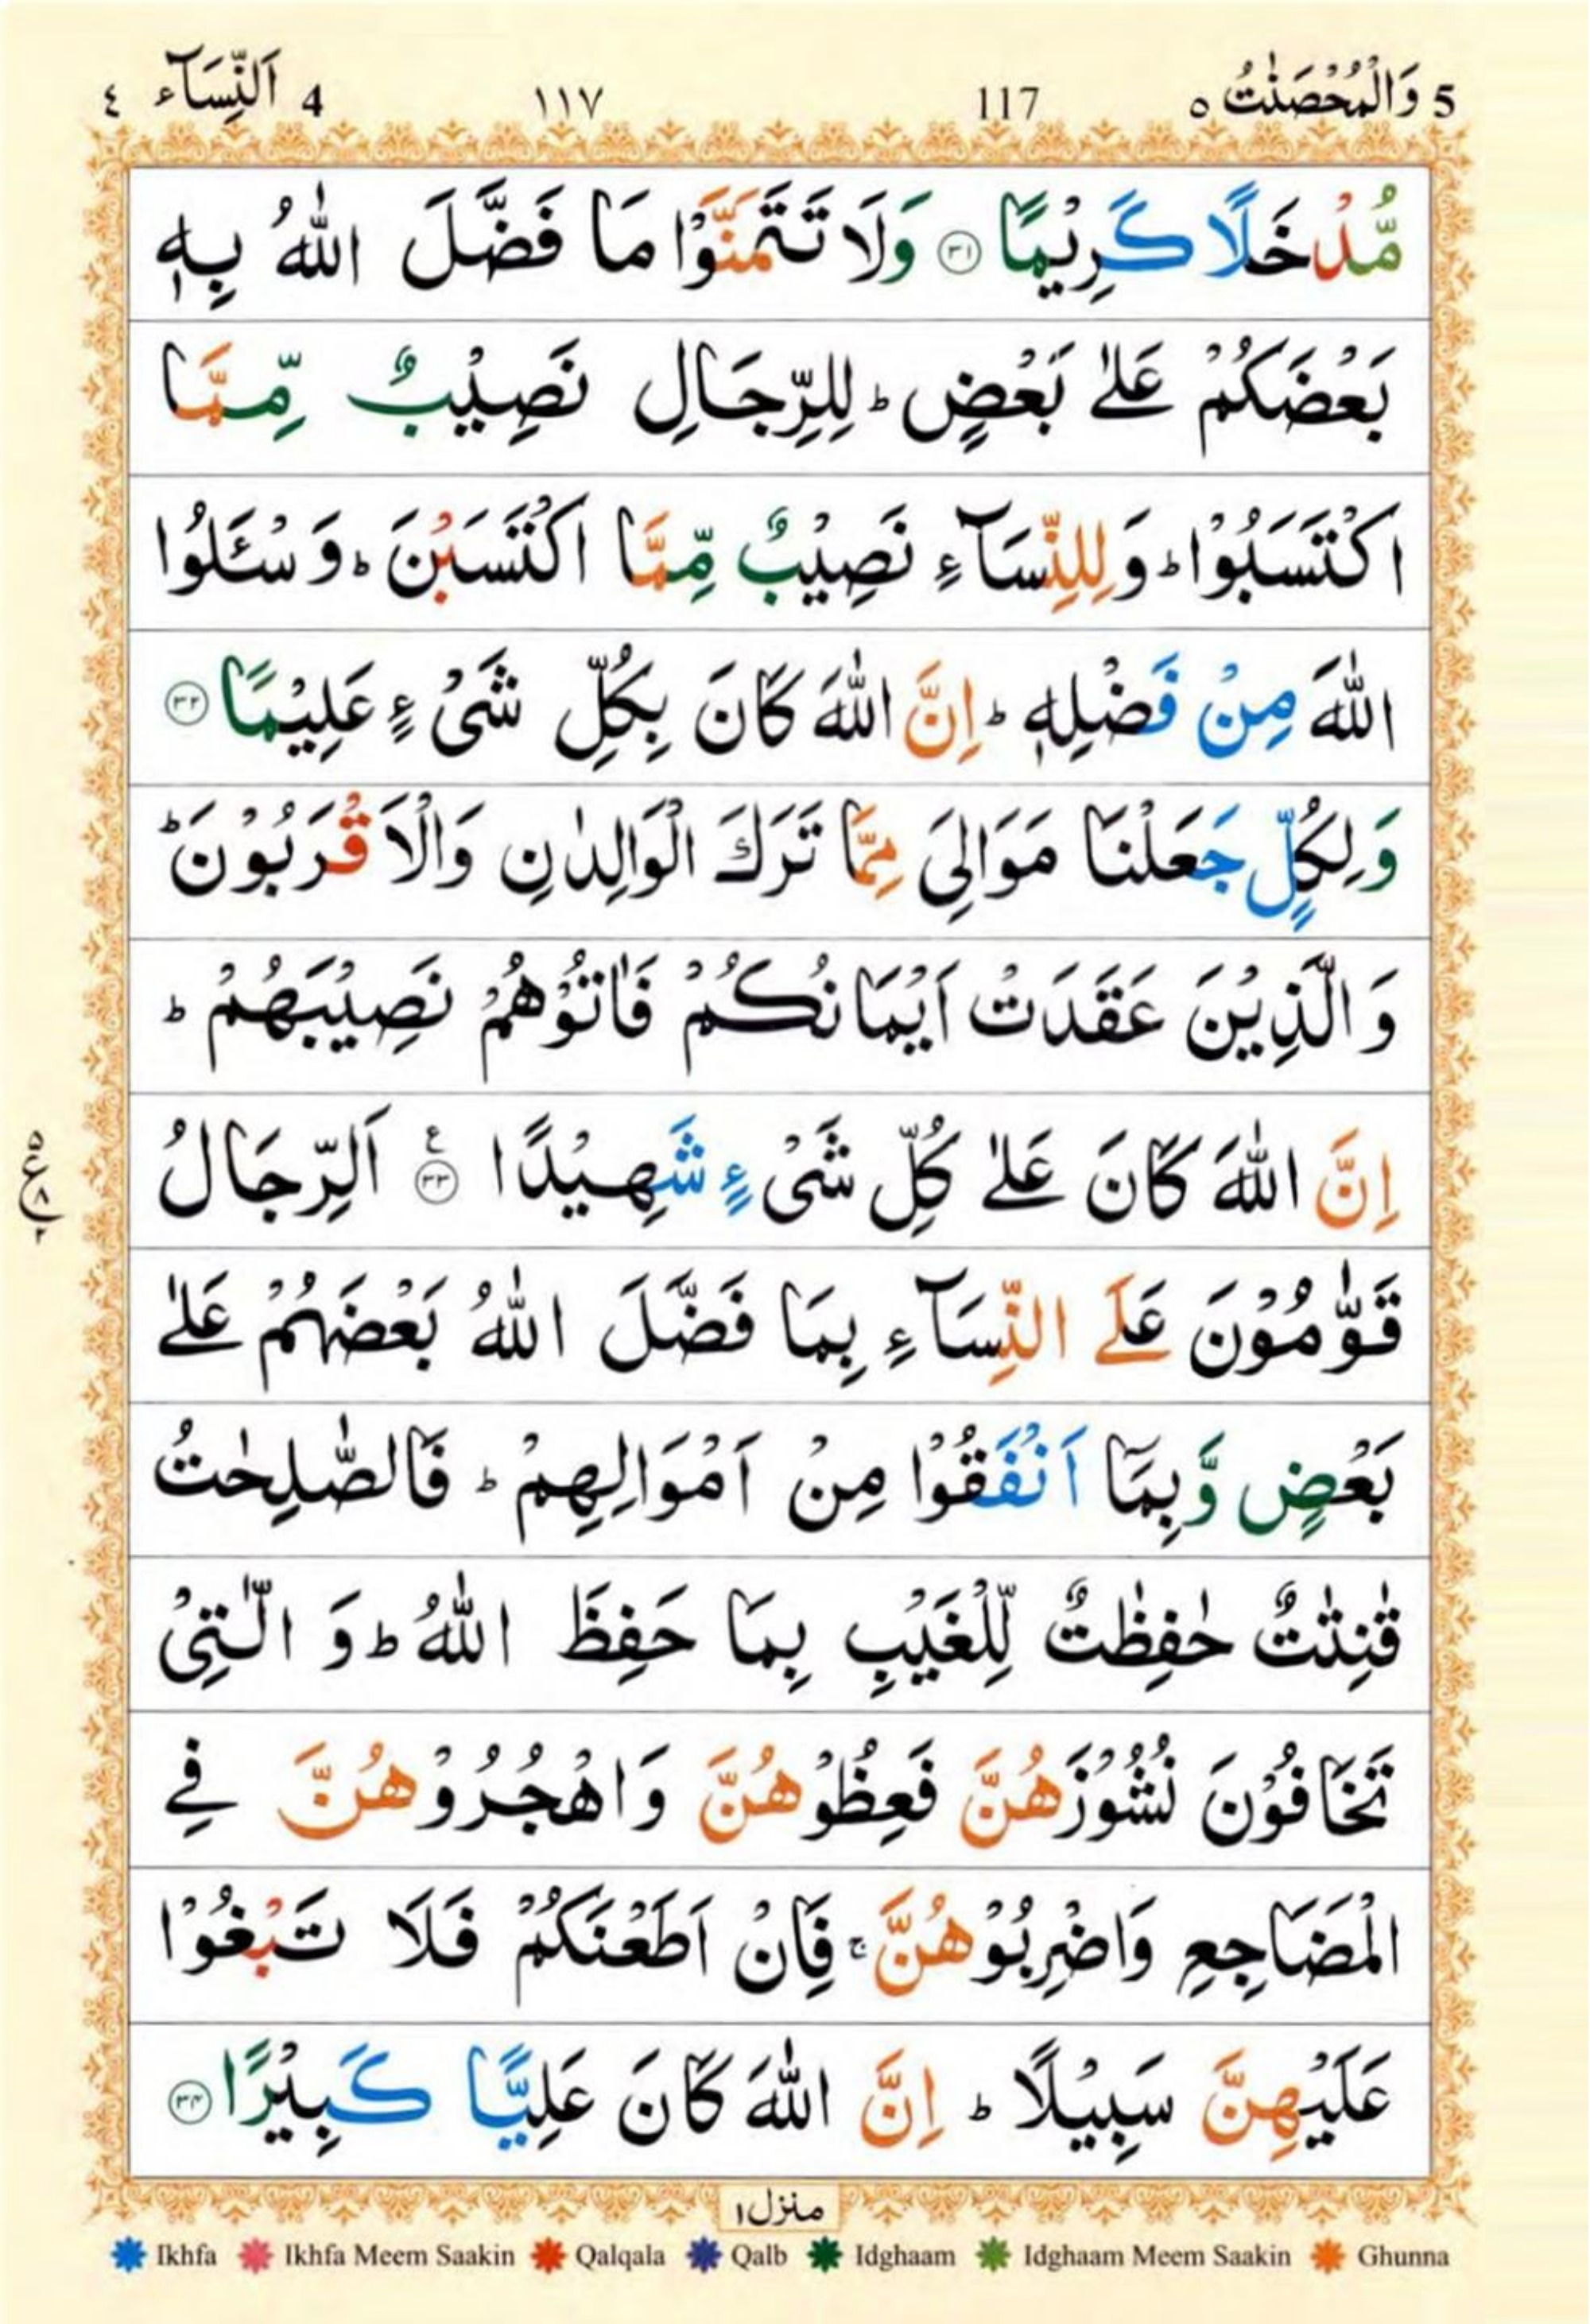 5 وَالْمُحْصَنٰتُ ٥ 117 ١١٧ 4 اَلنِّسَآء ٤
مُّدْخَلًا كَرِيْمًا ۝٣١ وَلَا تَتَمَنَّوْا مَا فَضَّلَ اللّٰهُ بِهٖ
بَعْضَكُمْ عَلٰى بَعْضٍ ؕ لِلرِّجَالِ نَصِيْبٌ مِّمَّا
اكْتَسَبُوْا ؕ وَلِلنِّسَآءِ نَصِيْبٌ مِّمَّا اكْتَسَبْنَ ؕ وَسْـَٔلُوا
اللّٰهَ مِنْ فَضْلِهٖ ؕ اِنَّ اللّٰهَ كَانَ بِكُلِّ شَىْءٍ عَلِيْمًا ۝٣٢
وَلِكُلٍّ جَعَلْنَا مَوَالِىَ مِمَّا تَرَكَ الْوَالِدٰنِ وَالْاَقْرَبُوْنَ ؕ
وَالَّذِيْنَ عَقَدَتْ اَيْمَانُكُمْ فَاٰتُوْهُمْ نَصِيْبَهُمْ ؕ
اِنَّ اللّٰهَ كَانَ عَلٰى كُلِّ شَىْءٍ شَهِيْدًا ۝٣٣ ع اَلرِّجَالُ
قَوّٰمُوْنَ عَلَى النِّسَآءِ بِمَا فَضَّلَ اللّٰهُ بَعْضَهُمْ عَلٰى
بَعْضٍ وَّبِمَاۤ اَنْفَقُوْا مِنْ اَمْوَالِهِمْ ؕ فَالصّٰلِحٰتُ
قٰنِتٰتٌ حٰفِظٰتٌ لِّلْغَيْبِ بِمَا حَفِظَ اللّٰهُ ؕ وَالّٰتِىْ
تَخَافُوْنَ نُشُوْزَهُنَّ فَعِظُوْهُنَّ وَاهْجُرُوْهُنَّ فِى
الْمَضَاجِعِ وَاضْرِبُوْهُنَّ ۚ فَاِنْ اَطَعْنَكُمْ فَلَا تَبْغُوْا
عَلَيْهِنَّ سَبِيْلًا ؕ اِنَّ اللّٰهَ كَانَ عَلِيًّا كَبِيْرًا ۝٣٤
٥ ع ٨ ٢
منزل ١
Ikhfa Ikhfa Meem Saakin Qalqala Qalb Idghaam Idghaam Meem Saakin Ghunna